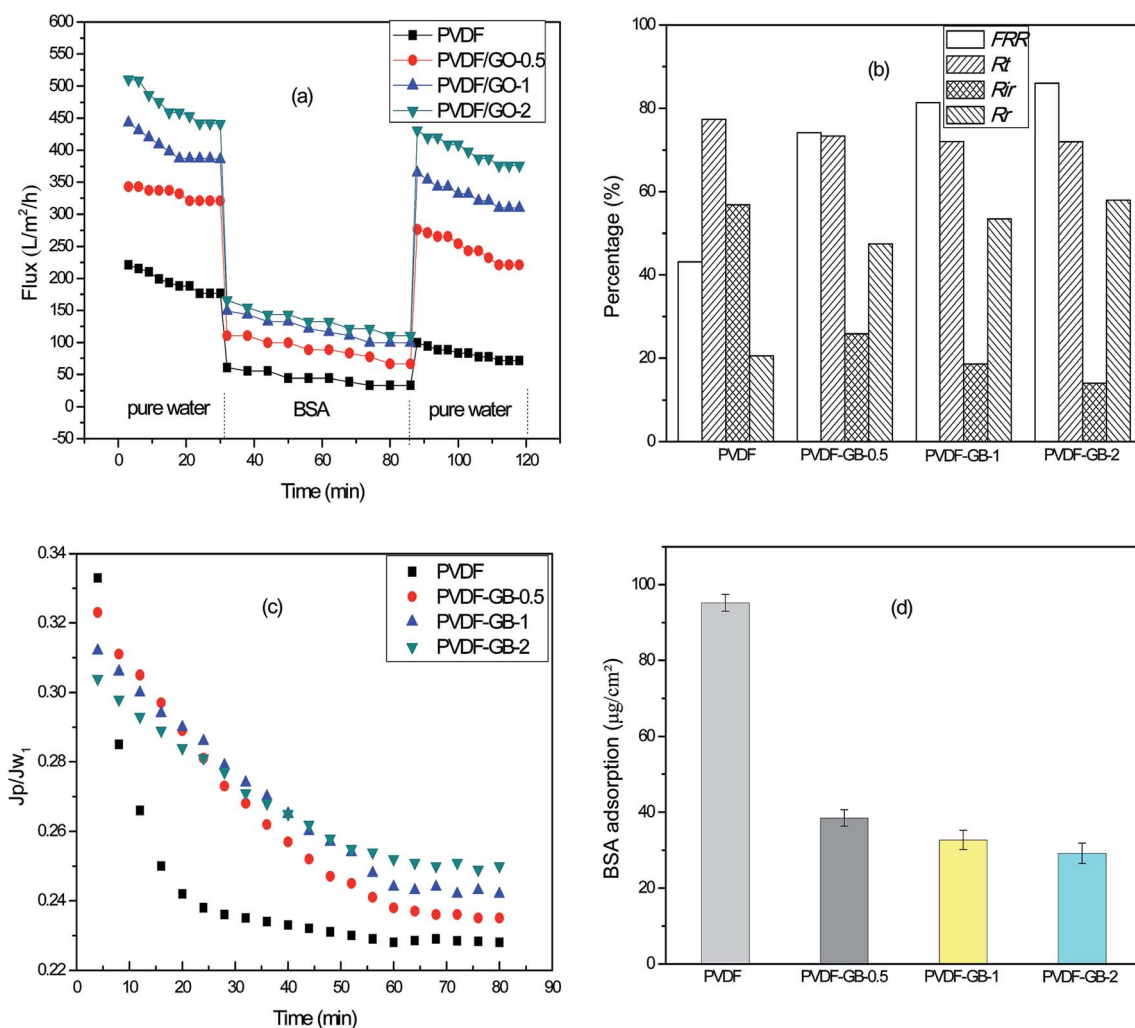 600
550
500
450
400
350
300
250
200
150
100
50
0
-50
Flux (L/m²/h)
(a)
PVDF
PVDF/GO-0.5
PVDF/GO-1
PVDF/GO-2
pure water
BSA
pure water
0 20 40 60 80 100 120
Time (min)
100
80
60
40
20
0
Percentage (%)
(b)
FRR
Rt
Rir
Rr
PVDF PVDF-GB-0.5 PVDF-GB-1 PVDF-GB-2
0.34
0.32
0.30
0.28
0.26
0.24
0.22
Jp/Jw₁
(c)
PVDF
PVDF-GB-0.5
PVDF-GB-1
PVDF-GB-2
0 10 20 30 40 50 60 70 80 90
Time (min)
100
80
60
40
20
0
BSA adsorption (μg/cm²)
(d)
PVDF PVDF-GB-0.5 PVDF-GB-1 PVDF-GB-2